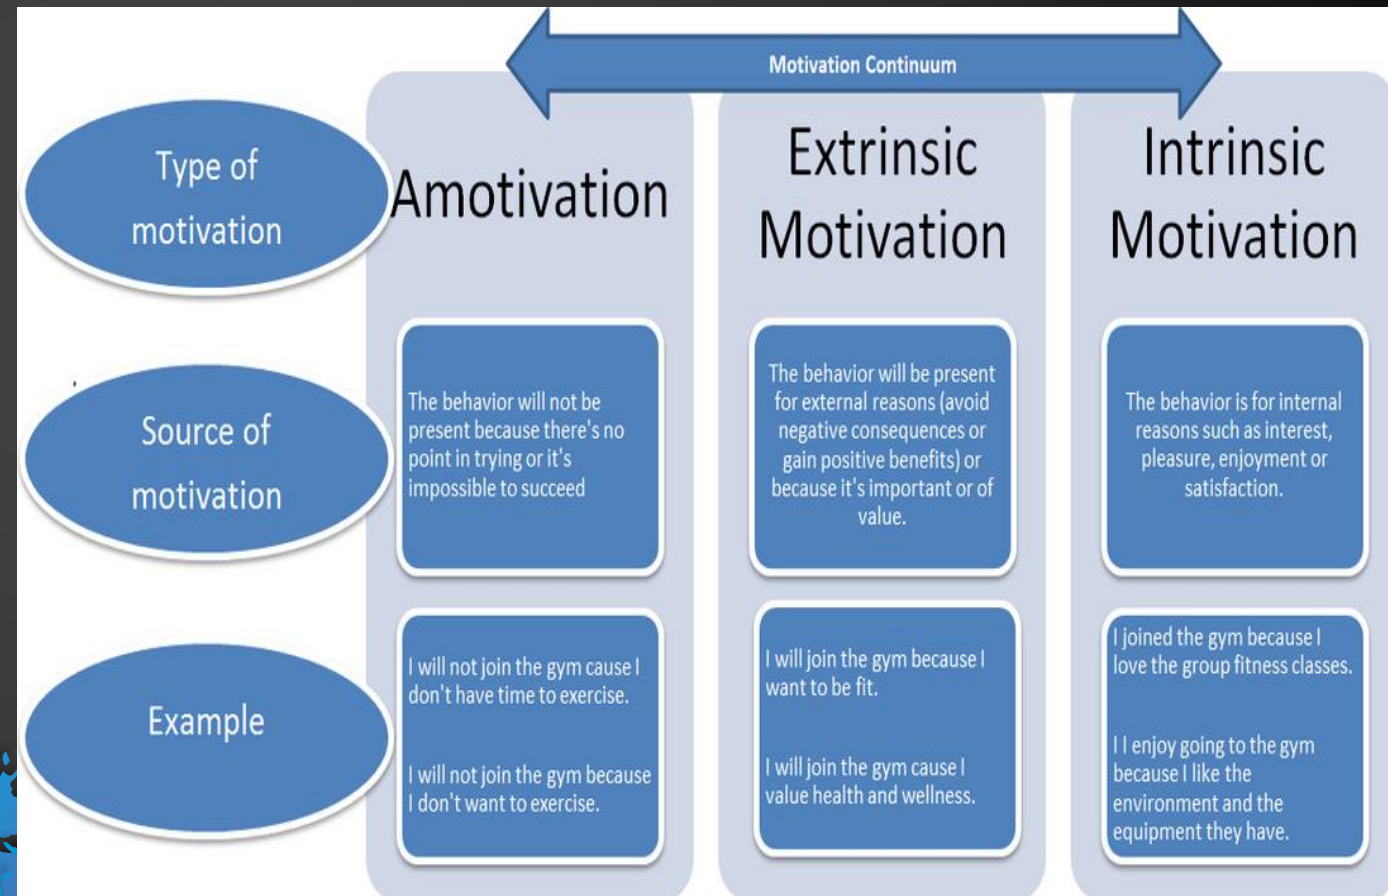 Motivation Continuum
Type of
motivation
Amotivation
Extrinsic
Motivation
Intrinsic
Motivation
Source of
motivation
The behavior will not be
present because there's no
point in trying or it's
impossible to succeed
The behavior will be present
for external reasons (avoid
negative consequences or
gain positive benefits) or
because it's important or of
value.
The behavior is for internal
reasons such as interest,
pleasure, enjoyment or
satisfaction.
Example
I will not join the gym cause I
don't have time to exercise.
I will not join the gym because
I don't want to exercise.
I will join the gym because I
want to be fit.
I will join the gym cause I
value health and wellness.
I joined the gym because I
love the group fitness classes.
I I enjoy going to the gym
because I like the
environment and the
equipment they have.